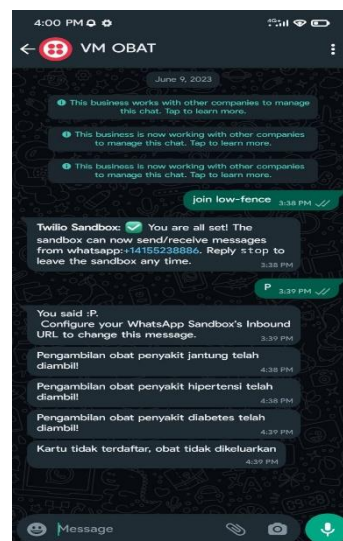 4:00 PM
VM OBAT
June 9, 2023
This business works with other companies to manage
this chat. Tap to learn more.
This business is now working with other companies
to manage this chat. Tap to learn more.
This business is now working with other companies
to manage this chat. Tap to learn more.
join low-fence 3:38 PM
Twilio Sandbox: ✅ You are all set! The
sandbox can now send/receive messages
from whatsapp:+14155238886. Reply stop to
leave the sandbox any time.
3:38 PM
P 3:39 PM
You said :P.
Configure your WhatsApp Sandbox's Inbound
URL to change this message.
3:39 PM
Pengambilan obat penyakit jantung telah
diambil!
4:38 PM
Pengambilan obat penyakit hipertensi telah
diambil!
4:38 PM
Pengambilan obat penyakit diabetes telah
diambil!
4:39 PM
Kartu tidak terdaftar, obat tidak dikeluarkan
4:39 PM
Message